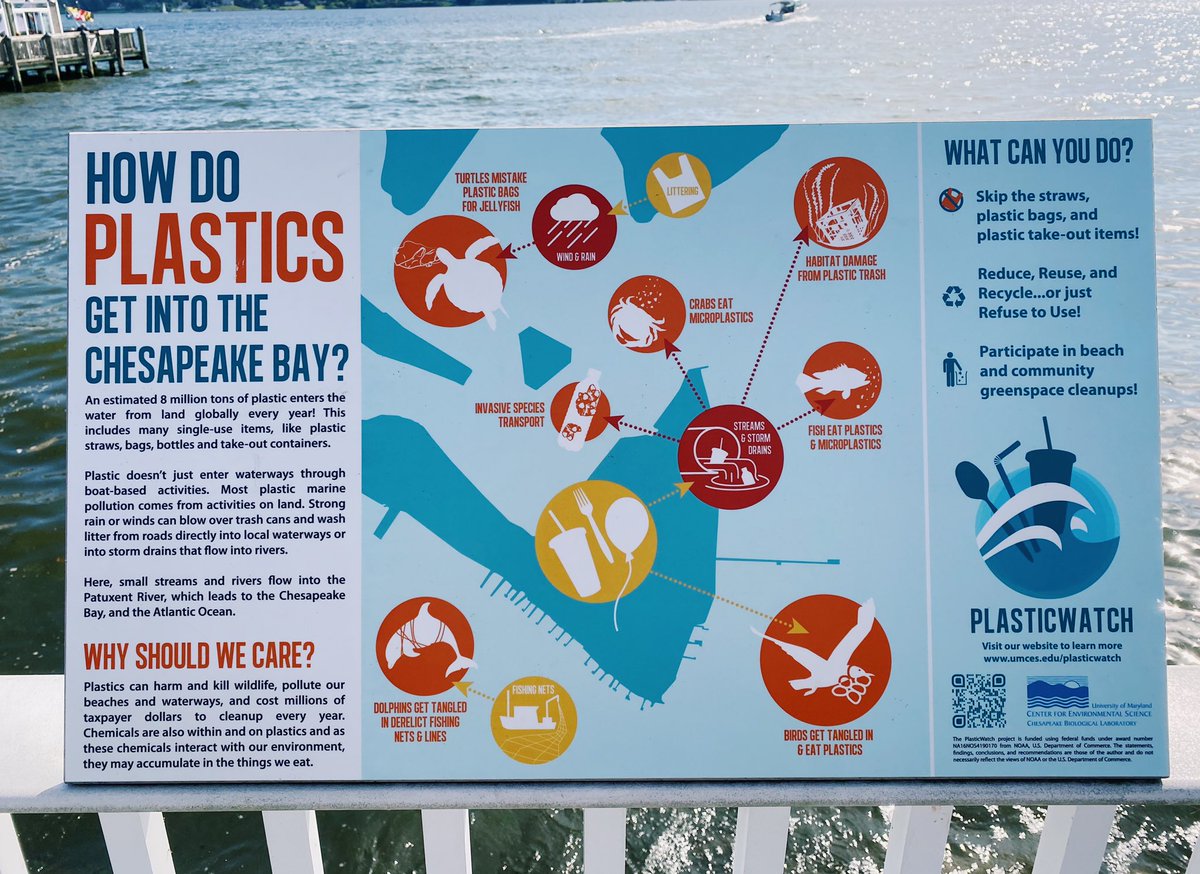 HOW DO
PLASTICS
GET INTO THE
CHESAPEAKE BAY?
An estimated 8 million tons of plastic enters the
water from land globally every year! This
includes many single-use items, like plastic
straws, bags, bottles and take-out containers.
Plastic doesn't just enter waterways through
boat-based activities. Most plastic marine
pollution comes from activities on land. Strong
rain or winds can blow over trash cans and wash
litter from roads directly into local waterways or
into storm drains that flow into rivers.
Here, small streams and rivers flow into the
Patuxent River, which leads to the Chesapeake
Bay, and the Atlantic Ocean.
WHY SHOULD WE CARE?
Plastics can harm and kill wildlife, pollute our
beaches and waterways, and cost millions of
taxpayer dollars to cleanup every year.
Chemicals are also within and on plastics and as
these chemicals interact with our environment,
they may accumulate in the things we eat.
TURTLES MISTAKE
PLASTIC BAGS
FOR JELLYFISH
WIND & RAIN
LITTERING
HABITAT DAMAGE
FROM PLASTIC TRASH
CRABS EAT
MICROPLASTICS
INVASIVE SPECIES
TRANSPORT
STREAMS
& STORM
DRAINS
FISH EAT PLASTICS
& MICROPLASTICS
DOLPHINS GET TANGLED
IN DERELICT FISHING
NETS & LINES
FISHING NETS
BIRDS GET TANGLED IN
& EAT PLASTICS
WHAT CAN YOU DO?
Skip the straws,
plastic bags, and
plastic take-out items!
Reduce, Reuse, and
Recycle...or just
Refuse to Use!
Participate in beach
and community
greenspace cleanups!
PLASTICWATCH
Visit our website to learn more
www.umces.edu/plasticwatch
University of Maryland
CENTER FOR ENVIRONMENTAL SCIENCE
CHESAPEAKE BIOLOGICAL LABORATORY
The PlasticWatch project is funded using federal funds under award number
NA16NOS4190170 from NOAA, U.S. Department of Commerce. The statements,
findings, conclusions, and recommendations are those of the author and do not
necessarily reflect the views of NOAA or the U.S. Department of Commerce.